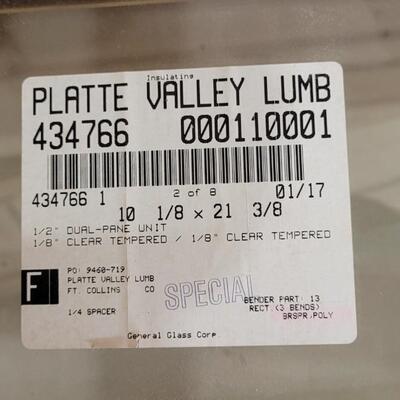 Insulating
PLATTE VALLEY LUMB
434766 000110001
434766 1 2 of 8 01/17
10 1/8 x 21 3/8
1/2" DUAL-PANE UNIT
1/8" CLEAR TEMPERED / 1/8" CLEAR TEMPERED
F
PO: 9460-719
PLATTE VALLEY LUMB
FT. COLLINS CO
SPECIAL
BENDER PART: 13
1/4 SPACER
RECT.(3 BENDS)
BRSPR,POLY
General Glass Corp.